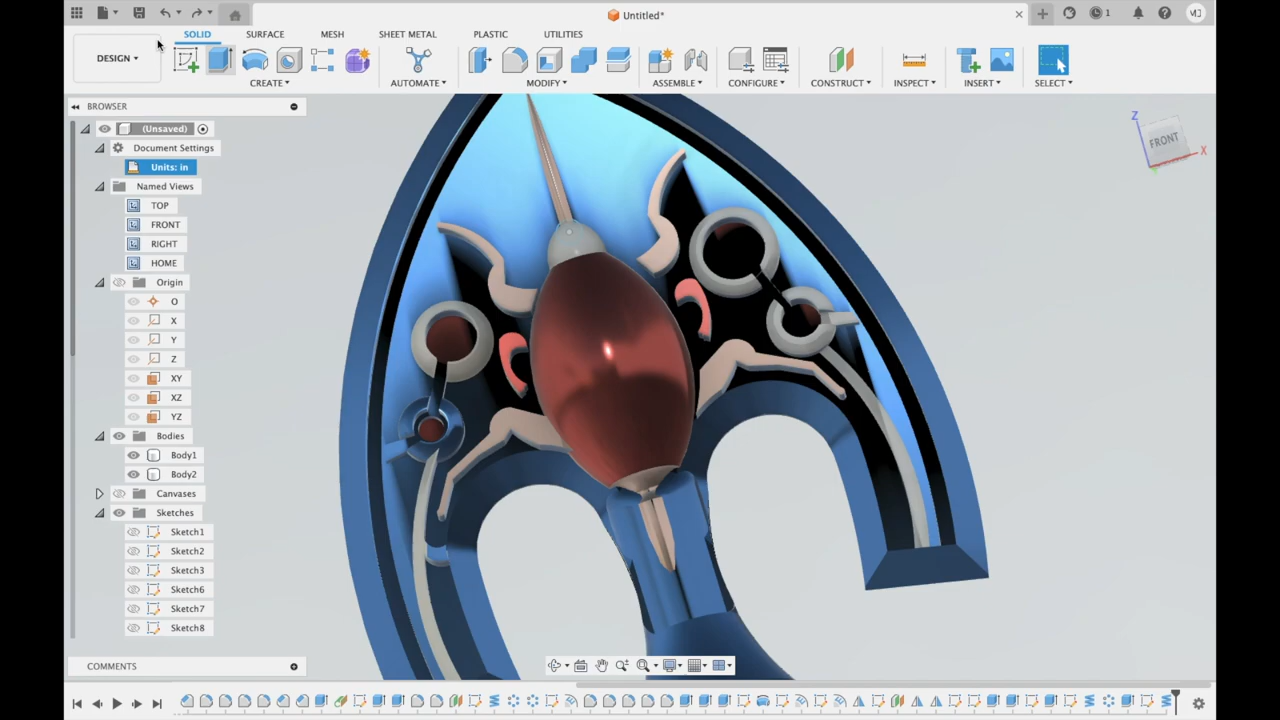 Untitled*
1
VJ
DESIGN
SOLID
SURFACE
MESH
SHEET METAL
PLASTIC
UTILITIES
CREATE
AUTOMATE
MODIFY
ASSEMBLE
CONFIGURE
CONSTRUCT
INSPECT
INSERT
SELECT
BROWSER
(Unsaved)
Document Settings
Units: in
Named Views
TOP
FRONT
RIGHT
HOME
Origin
O
X
Y
Z
XY
XZ
YZ
Bodies
Body1
Body2
Canvases
Sketches
Sketch1
Sketch2
Sketch3
Sketch6
Sketch7
Sketch8
COMMENTS
Z
FRONT
X